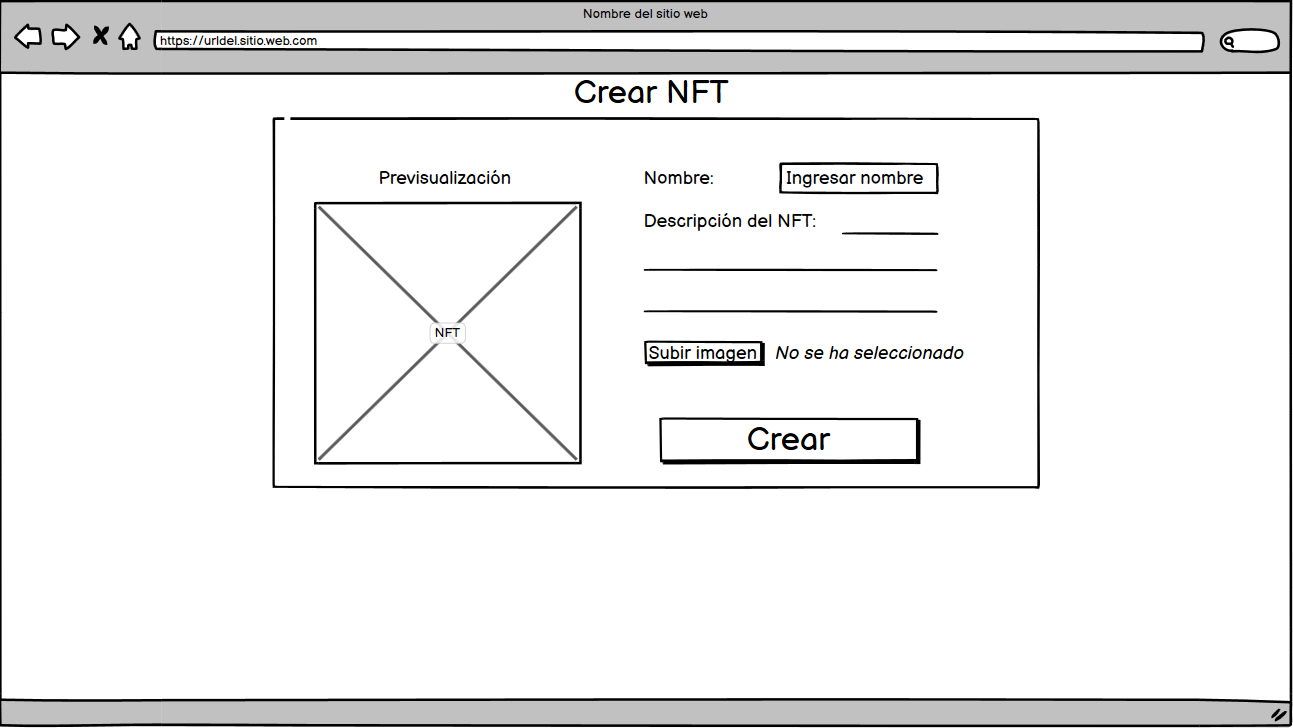 Nombre del sitio web
https://urldel.sitio.web.com
Crear NFT
Previsualización
NFT
Nombre:
Ingresar nombre
Descripción del NFT:
Subir imagen
No se ha seleccionado
Crear